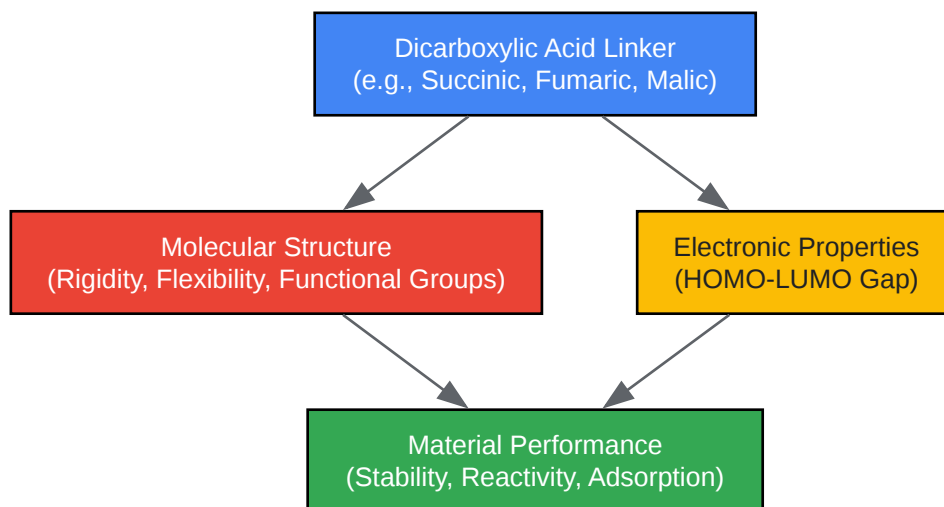 Dicarboxylic Acid Linker
(e.g., Succinic, Fumaric, Malic)
Molecular Structure
(Rigidity, Flexibility, Functional Groups)
Electronic Properties
(HOMO-LUMO Gap)
Material Performance
(Stability, Reactivity, Adsorption)